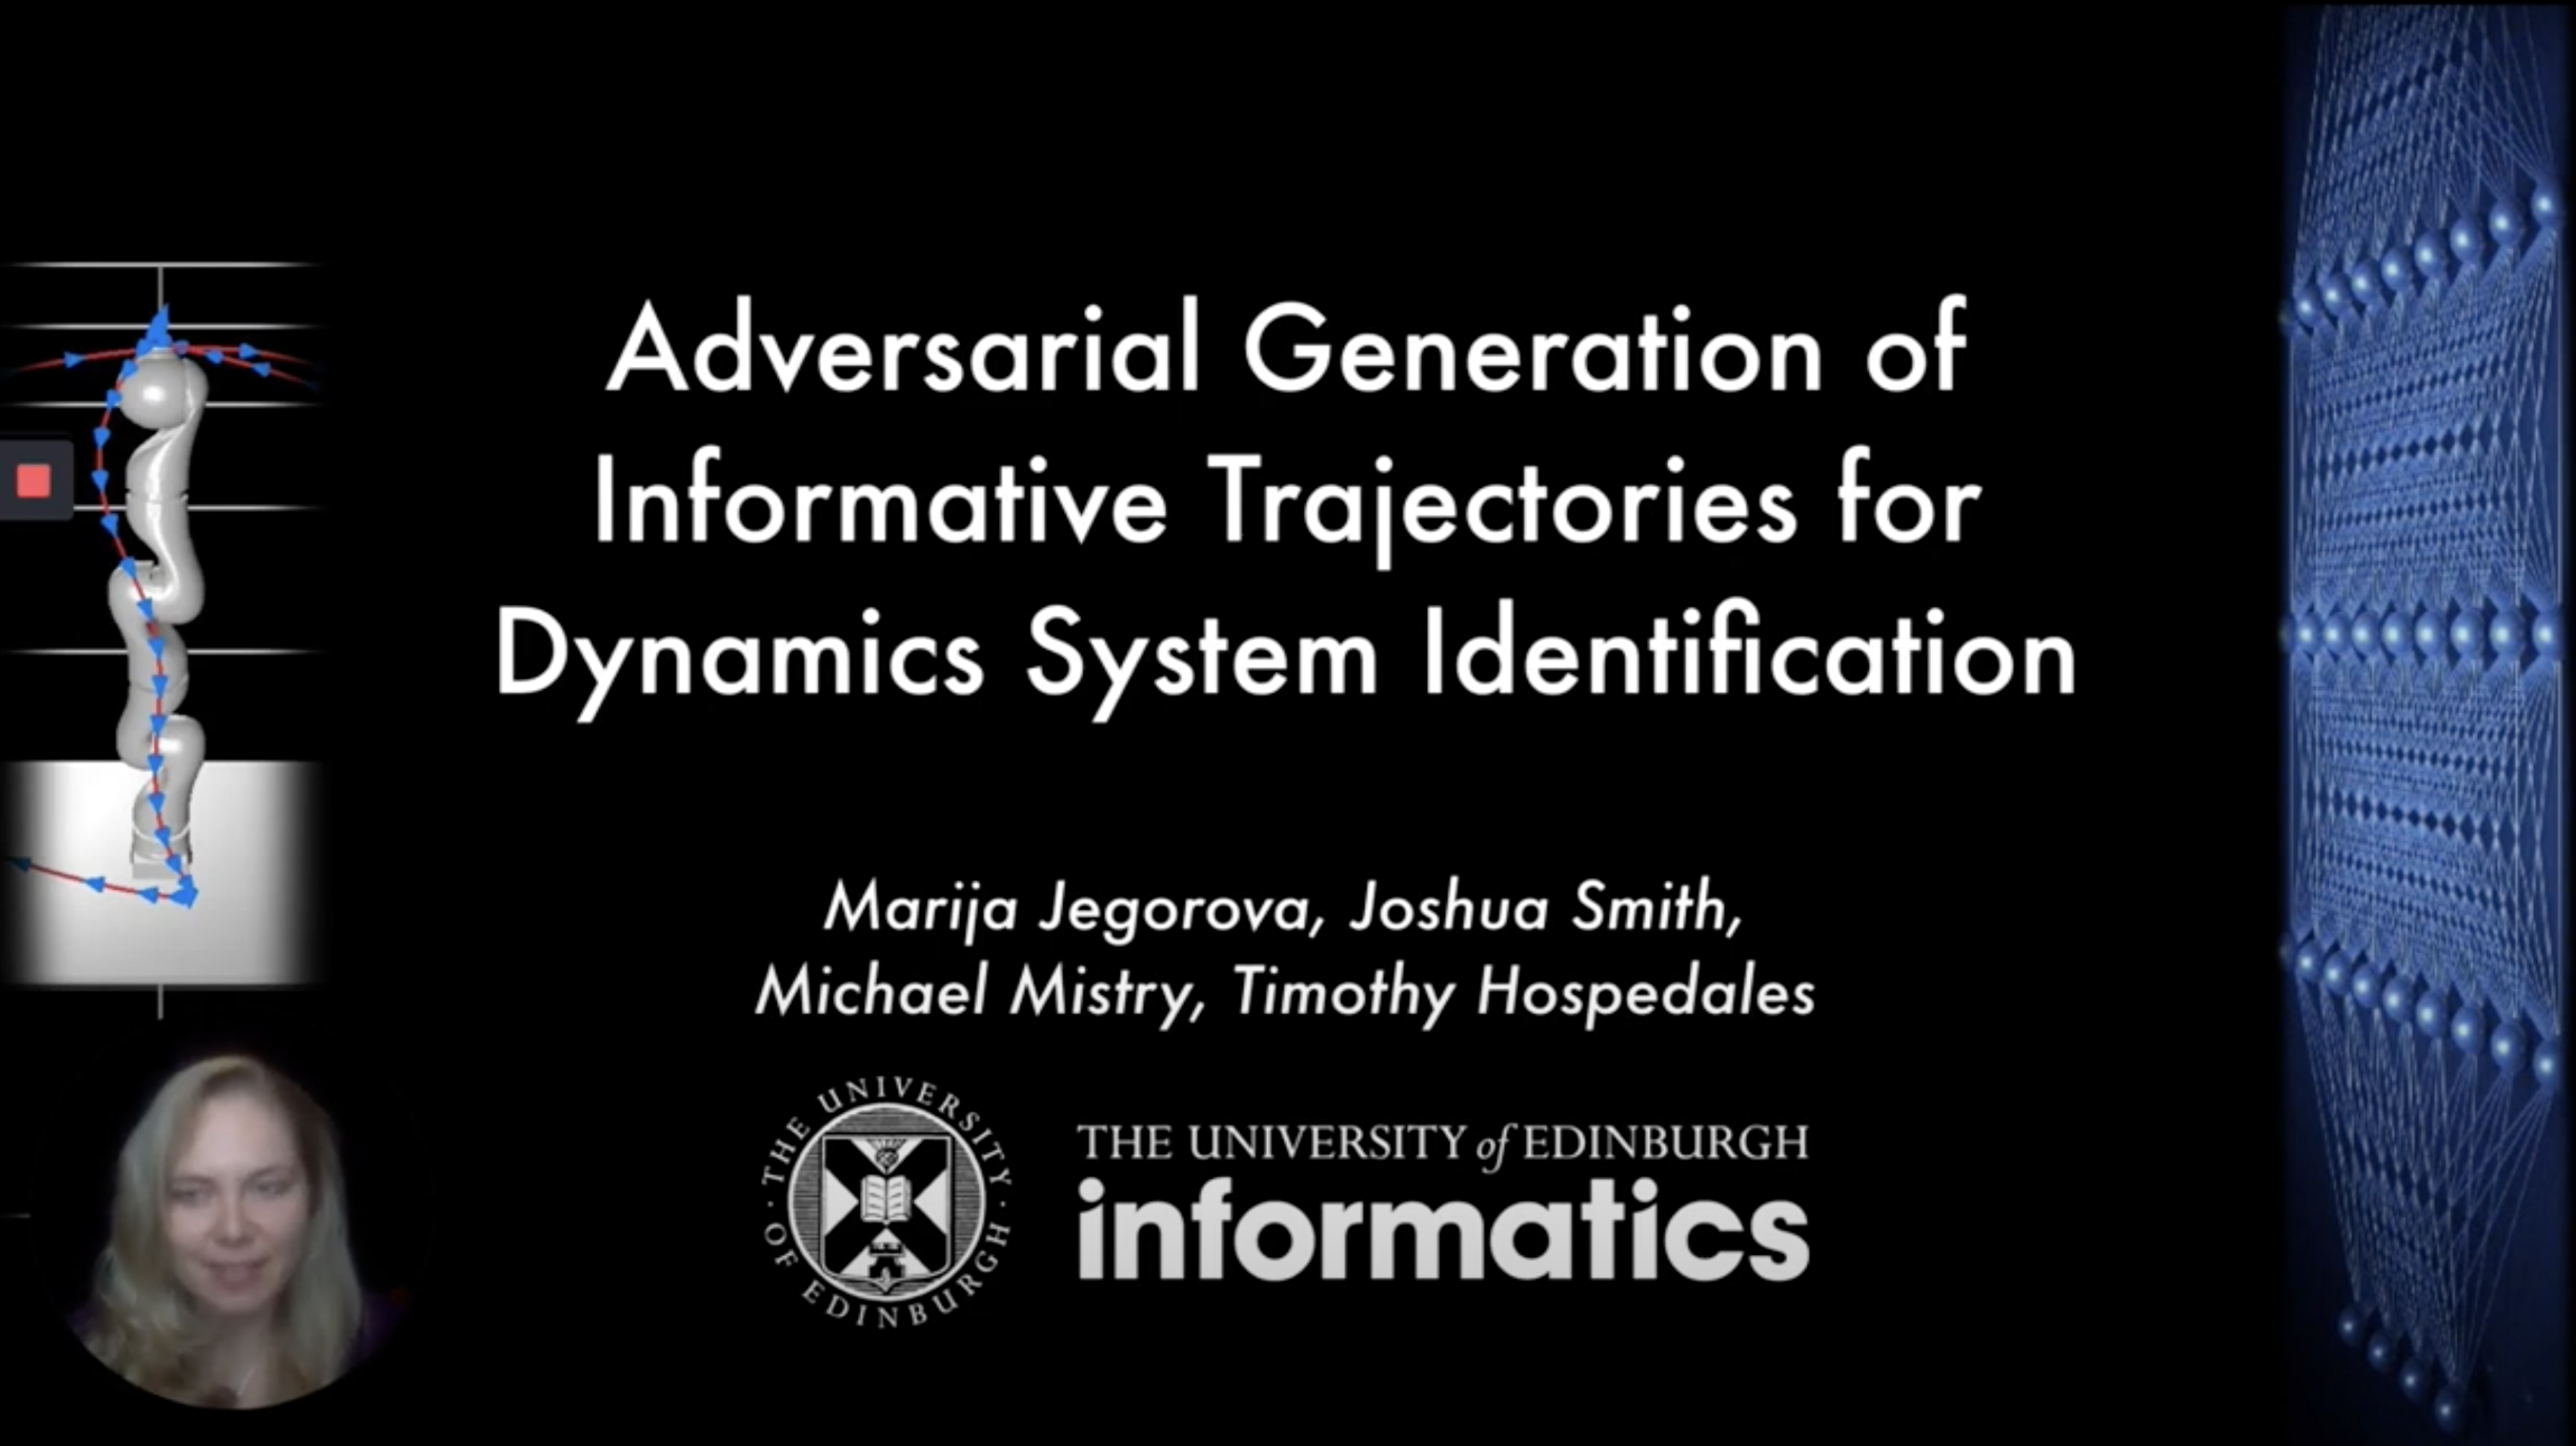 Adversarial Generation of
Informative Trajectories for
Dynamics System Identification
Marija Jegorova, Joshua Smith,
Michael Mistry, Timothy Hospedales
· THE UNIVERSITY · OF EDINBURGH
THE UNIVERSITY of EDINBURGH
informatics